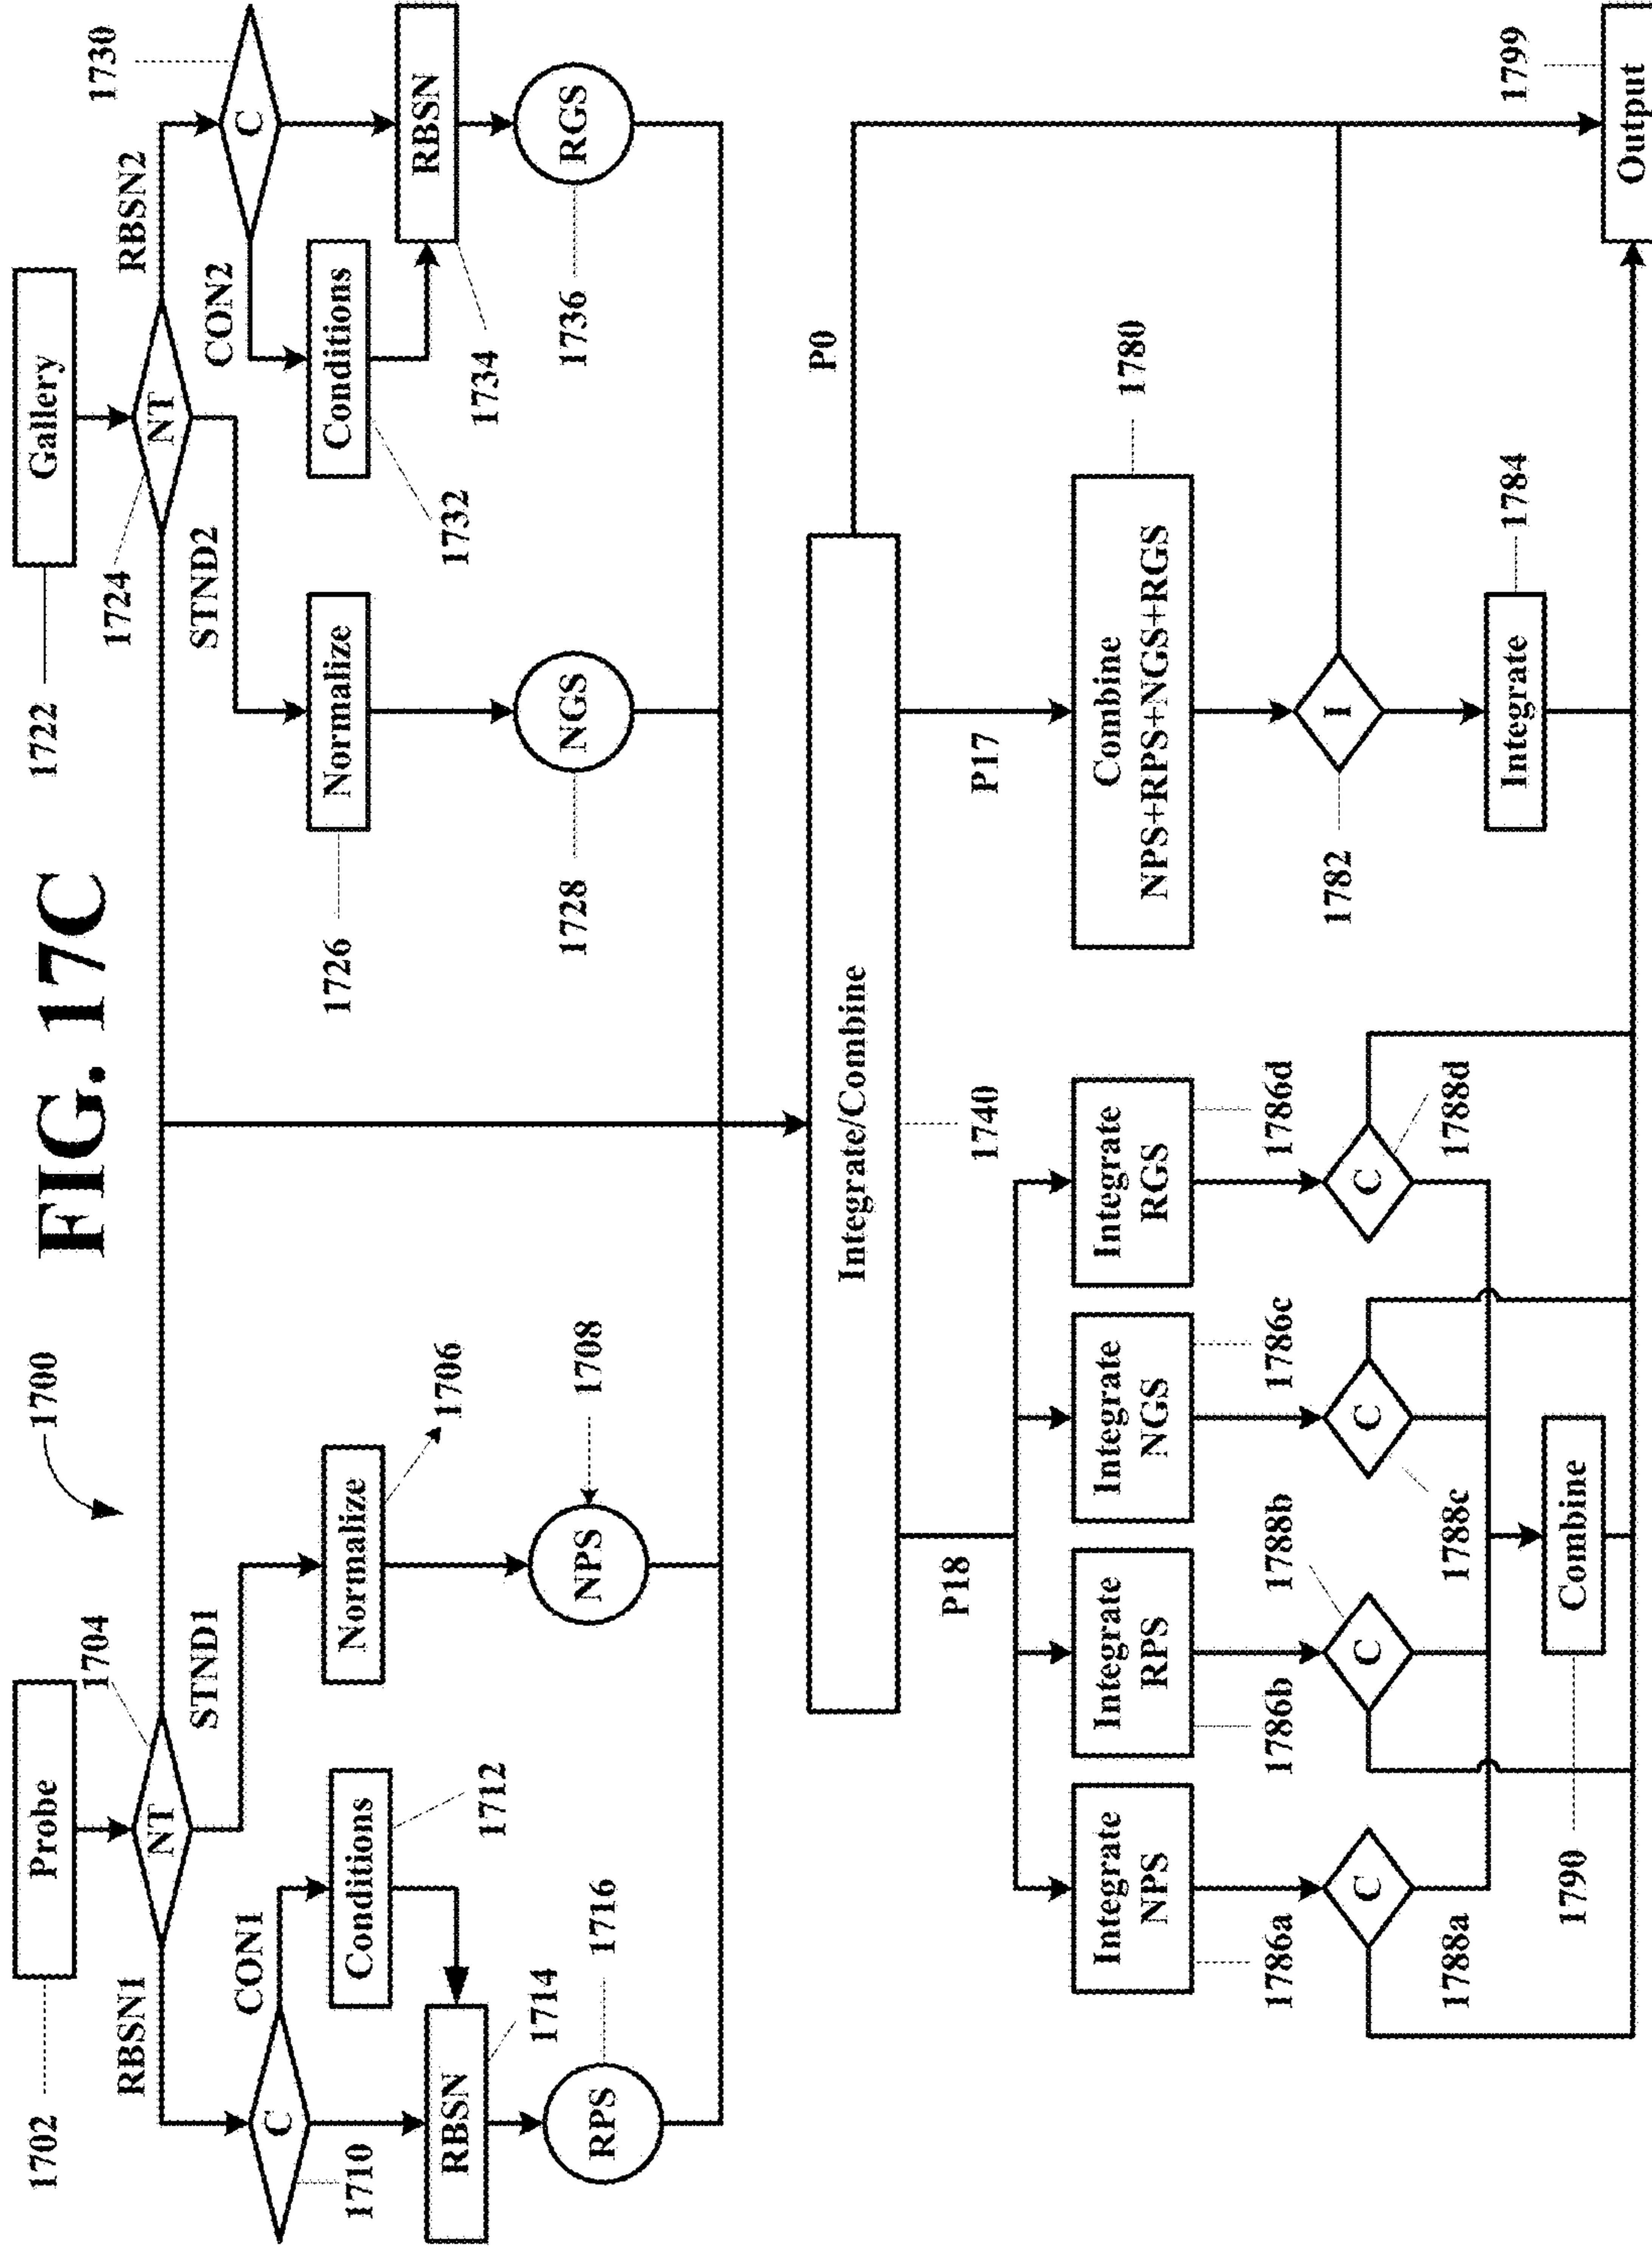 FIG. 17C
1700
1702
Probe
1704
NT
RBSN1
STND1
C
1710
CON1
Conditions
1712
RBSN
1714
RPS
1716
Normalize
1706
NPS
1708
1722
Gallery
1724
NT
STND2
RBSN2
Normalize
1726
NGS
1728
C
1730
CON2
Conditions
1732
RBSN
1734
RGS
1736
Integrate/Combine
1740
P18
P17
P0
Integrate
NPS
1786a
Integrate
RPS
1786b
Integrate
NGS
1786c
Integrate
RGS
1786d
C
1788a
C
1788b
C
1788c
C
1788d
Combine
1790
Combine
NPS+RPS+NGS+RGS
1780
I
1782
Integrate
1784
Output
1799